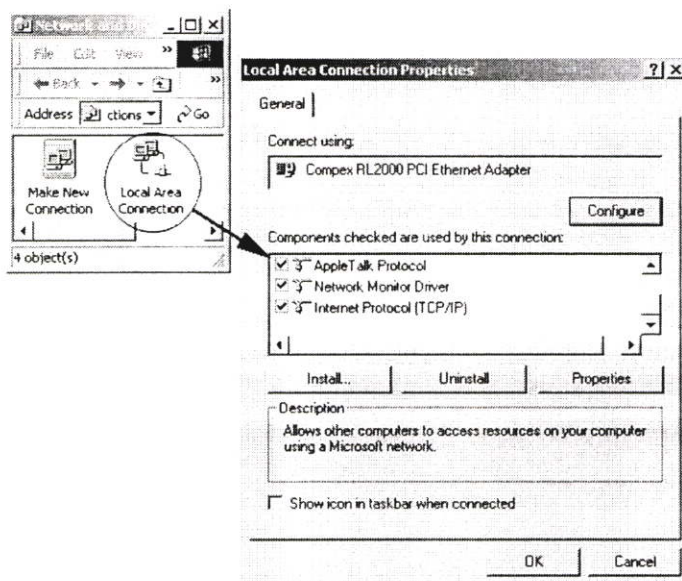 Network and
File Edit View »
Back »
Address ctions Go
Make New
Connection
Local Area
Connection
4 object(s)
Local Area Connection Properties ? ×
General
Connect using:
Compex RL2000 PCI Ethernet Adapter
Configure
Components checked are used by this connection:
AppleTalk Protocol
Network Monitor Driver
Internet Protocol (TCP/IP)
Install... Uninstall Properties
Description
Allows other computers to access resources on your computer
using a Microsoft network.
Show icon in taskbar when connected
OK Cancel